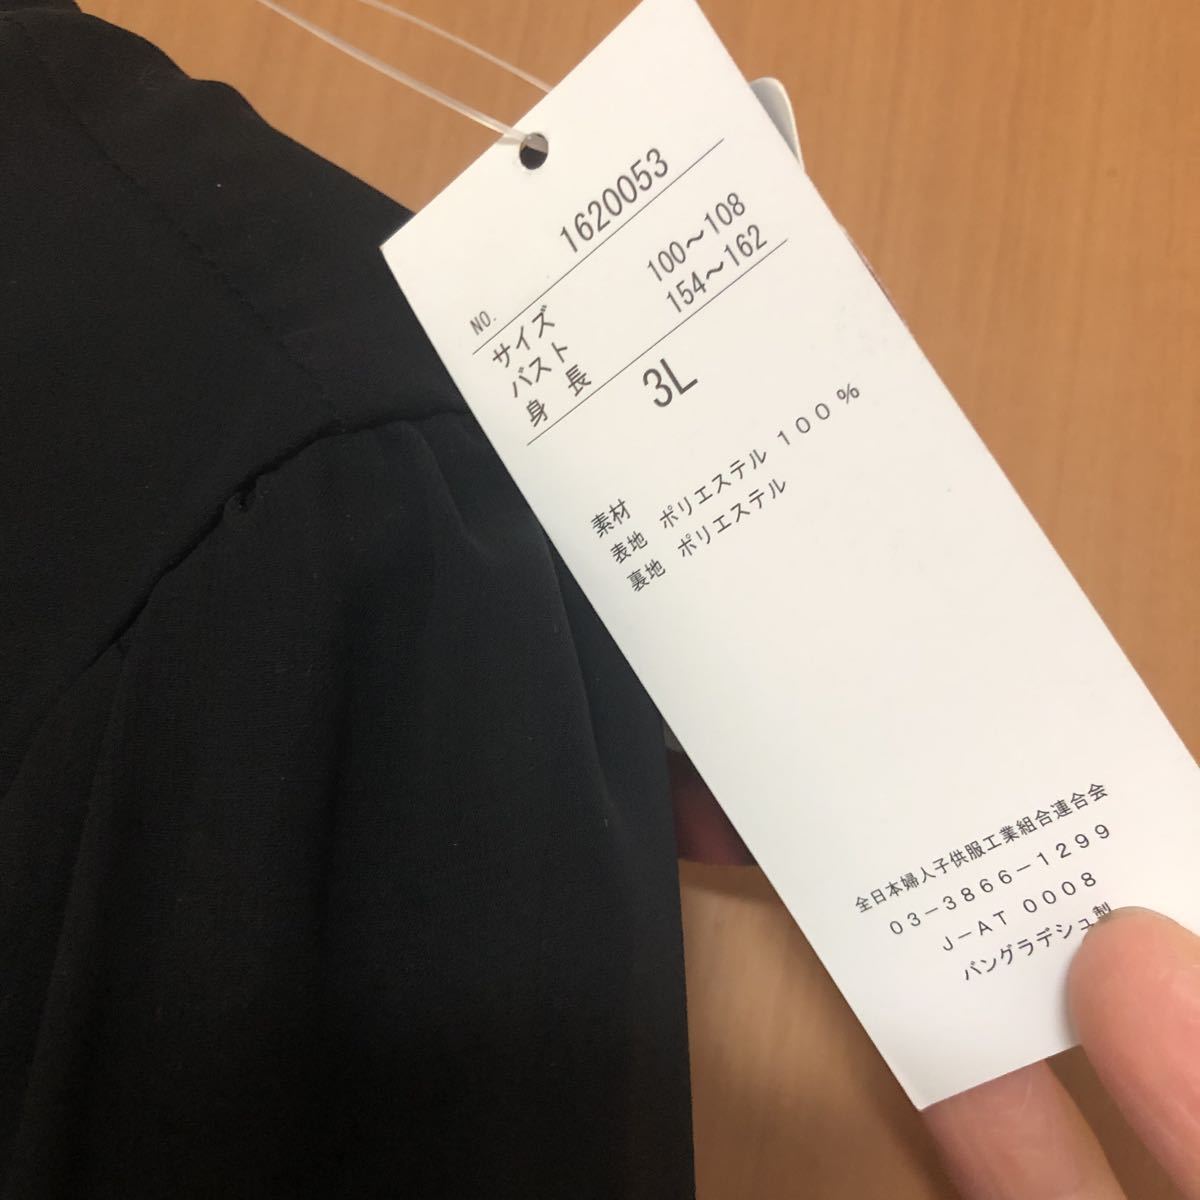 NO. 1620053
サイズ
バスト 100〜108
身長 154〜162
3L
素材
表地 ポリエステル 100%
裏地 ポリエステル
全日本婦人子供服工業組合連合会
03-3866-1299
J-AT 0008
バングラデシュ製